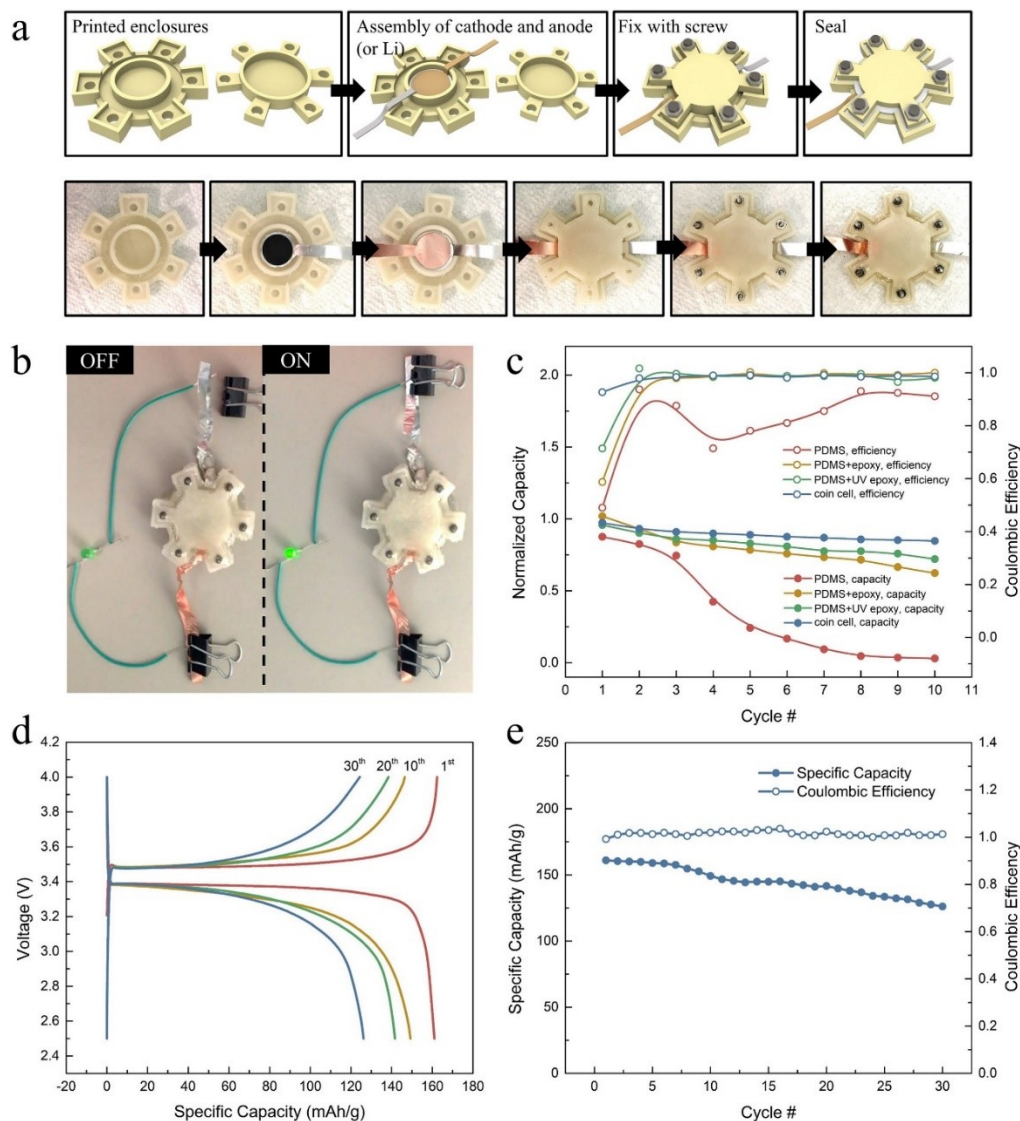 a
Printed enclosures
Assembly of cathode and anode
(or Li)
Fix with screw
Seal
b
OFF
ON
c
2.0
1.5
1.0
0.5
0.0
Normalized Capacity
1.0
0.8
0.6
0.4
0.2
0.0
Coulombic Efficiency
PDMS, efficiency
PDMS+epoxy, efficiency
PDMS+UV epoxy, efficiency
coin cell, efficiency
PDMS, capacity
PDMS+epoxy, capacity
PDMS+UV epoxy, capacity
coin cell, capacity
0 1 2 3 4 5 6 7 8 9 10 11
Cycle #
d
4.2
4.0
3.8
3.6
3.4
3.2
3.0
2.8
2.6
2.4
Voltage (V)
30th 20th 10th 1st
-20 0 20 40 60 80 100 120 140 160 180
Specific Capacity (mAh/g)
e
250
200
150
100
50
0
Specific Capacity (mAh/g)
Specific Capacity
Coulombic Efficiency
1.4
1.2
1.0
0.8
0.6
0.4
0.2
0.0
Coulombic Efficiency
0 5 10 15 20 25 30
Cycle #